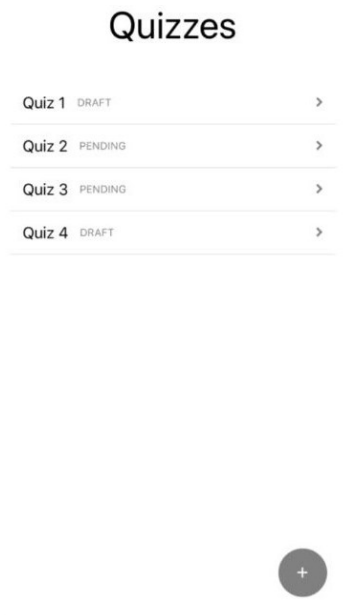 Quizzes
Quiz 1 DRAFT
Quiz 2 PENDING
Quiz 3 PENDING
Quiz 4 DRAFT
+